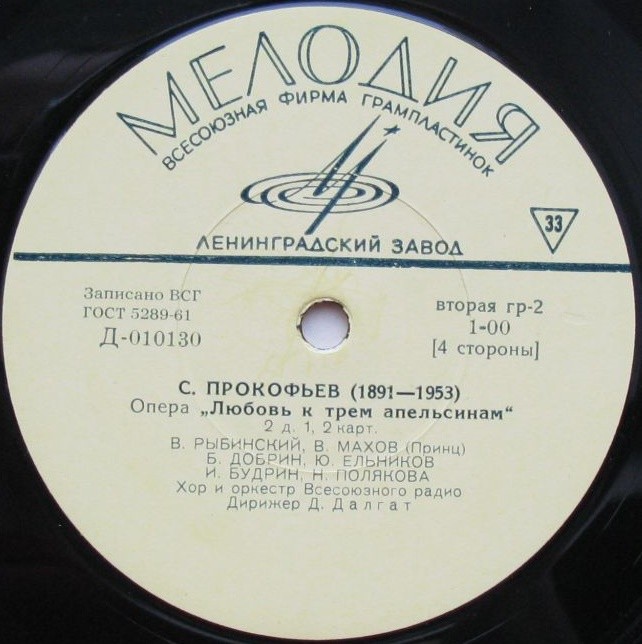 МЕЛОДИЯ
ВСЕСОЮЗНАЯ ФИРМА ГРАМПЛАСТИНОК
33
ЛЕНИНГРАДСКИЙ ЗАВОД
Записано ВСГ
ГОСТ 5289-61
Д-010130
вторая гр-2
1-00
[4 стороны]
С. ПРОКОФЬЕВ (1891—1953)
Опера „Любовь к трем апельсинам"
2 д. 1, 2 карт.
В. РЫБИНСКИЙ, В. МАХОВ (Принц)
Б. ДОБРИН, Ю. ЕЛЬНИКОВ
И. БУДРИН, Н. ПОЛЯКОВА
Хор и оркестр Всесоюзного радио
Дирижер Д. Далгат